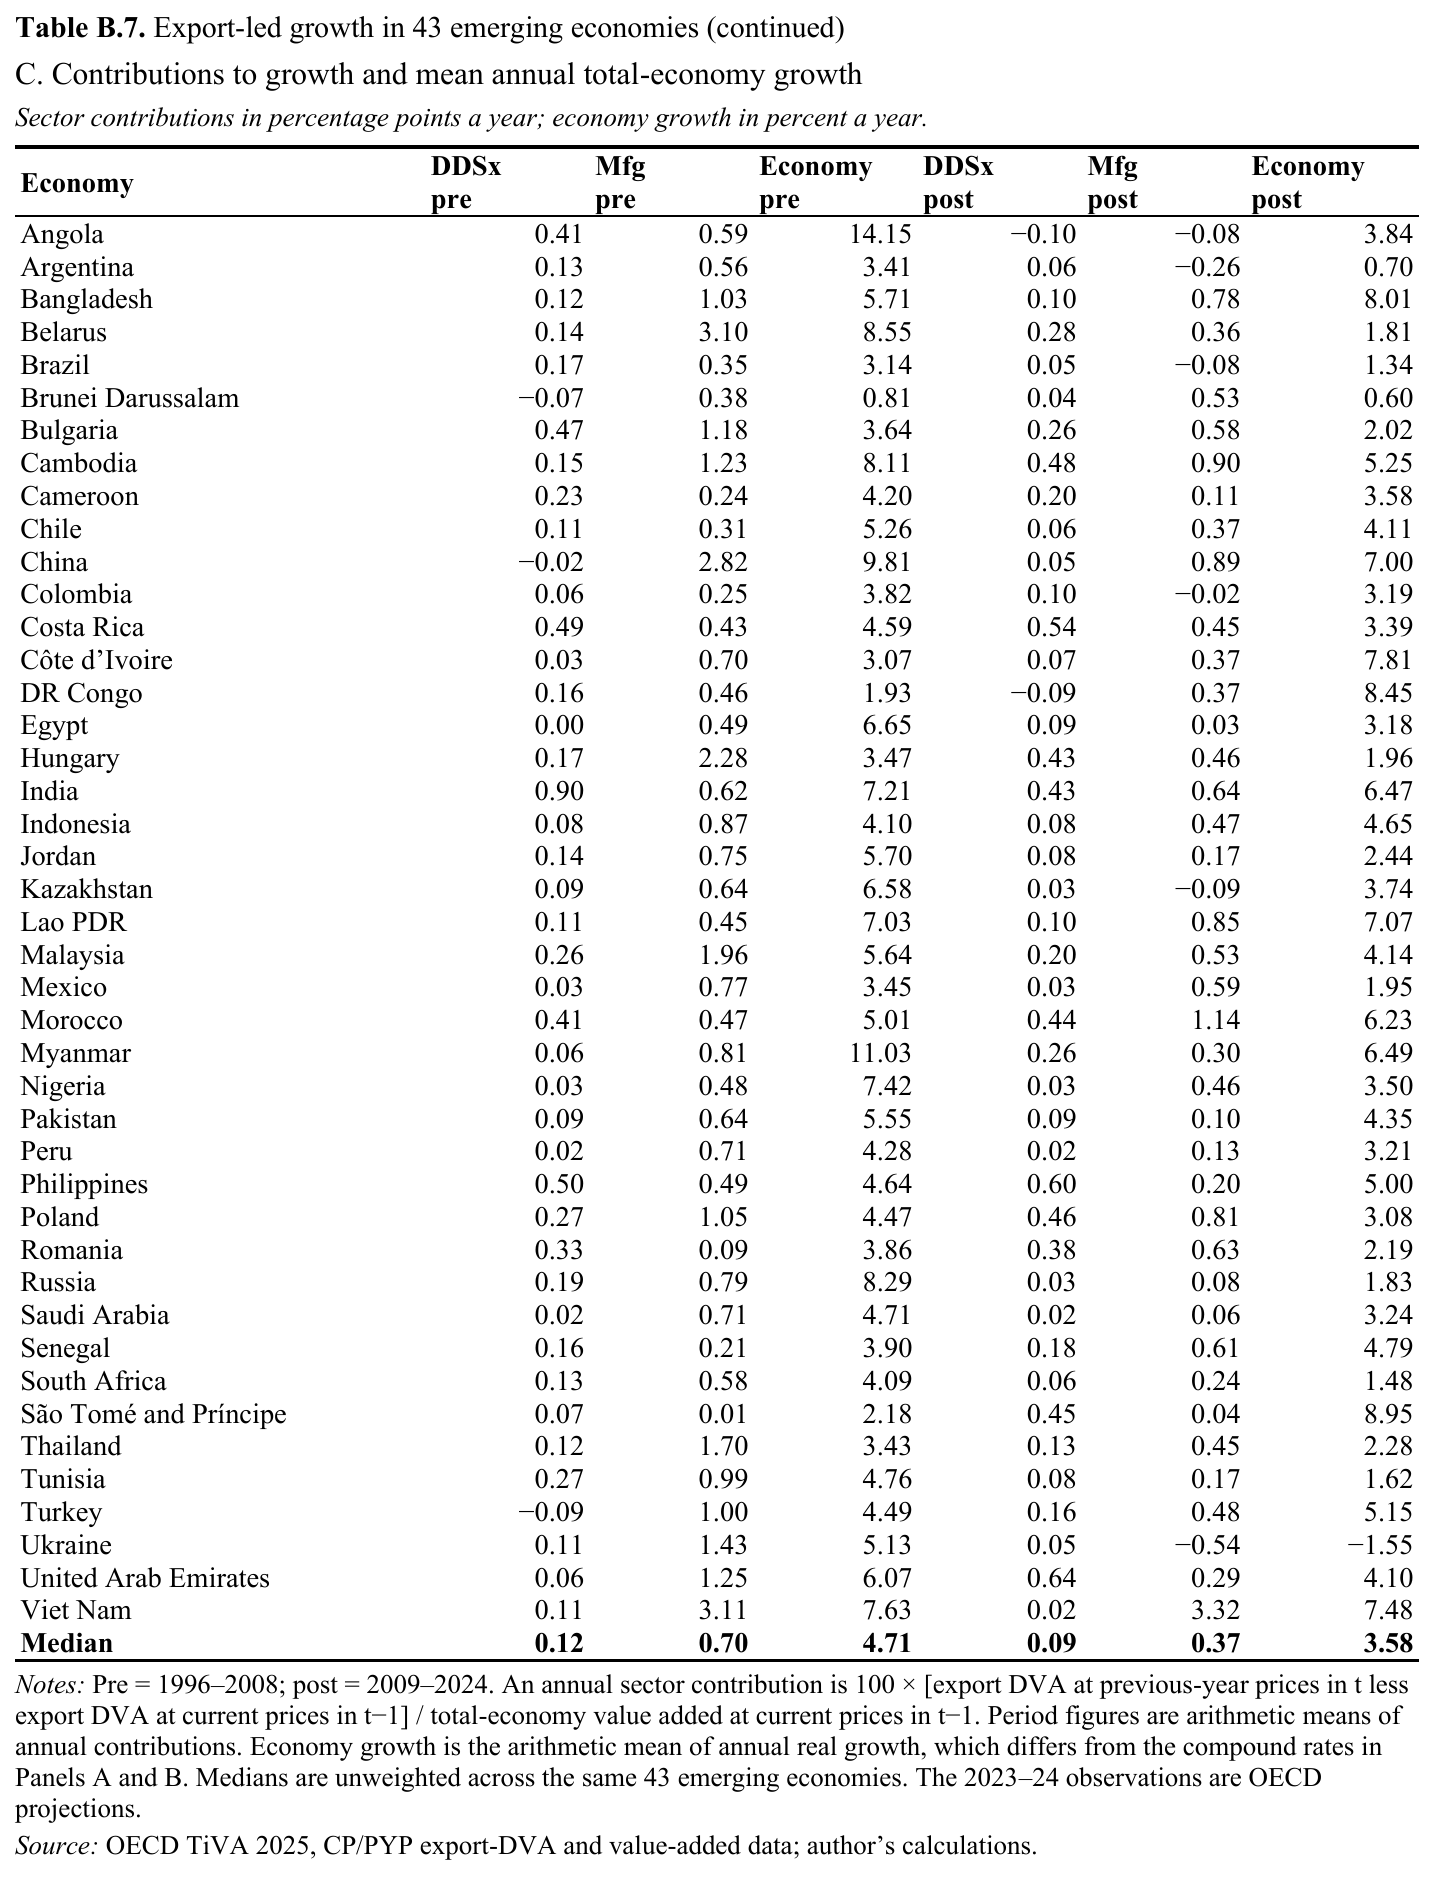 Table B.7. Export-led growth in 43 emerging economies (continued)
C. Contributions to growth and mean annual total-economy growth
Sector contributions in percentage points a year; economy growth in percent a year.
Economy DDSx pre Mfg pre Economy pre DDSx post Mfg post Economy post
Angola 0.41 0.59 14.15 −0.10 −0.08 3.84
Argentina 0.13 0.56 3.41 0.06 −0.26 0.70
Bangladesh 0.12 1.03 5.71 0.10 0.78 8.01
Belarus 0.14 3.10 8.55 0.28 0.36 1.81
Brazil 0.17 0.35 3.14 0.05 −0.08 1.34
Brunei Darussalam −0.07 0.38 0.81 0.04 0.53 0.60
Bulgaria 0.47 1.18 3.64 0.26 0.58 2.02
Cambodia 0.15 1.23 8.11 0.48 0.90 5.25
Cameroon 0.23 0.24 4.20 0.20 0.11 3.58
Chile 0.11 0.31 5.26 0.06 0.37 4.11
China −0.02 2.82 9.81 0.05 0.89 7.00
Colombia 0.06 0.25 3.82 0.10 −0.02 3.19
Costa Rica 0.49 0.43 4.59 0.54 0.45 3.39
Côte d’Ivoire 0.03 0.70 3.07 0.07 0.37 7.81
DR Congo 0.16 0.46 1.93 −0.09 0.37 8.45
Egypt 0.00 0.49 6.65 0.09 0.03 3.18
Hungary 0.17 2.28 3.47 0.43 0.46 1.96
India 0.90 0.62 7.21 0.43 0.64 6.47
Indonesia 0.08 0.87 4.10 0.08 0.47 4.65
Jordan 0.14 0.75 5.70 0.08 0.17 2.44
Kazakhstan 0.09 0.64 6.58 0.03 −0.09 3.74
Lao PDR 0.11 0.45 7.03 0.10 0.85 7.07
Malaysia 0.26 1.96 5.64 0.20 0.53 4.14
Mexico 0.03 0.77 3.45 0.03 0.59 1.95
Morocco 0.41 0.47 5.01 0.44 1.14 6.23
Myanmar 0.06 0.81 11.03 0.26 0.30 6.49
Nigeria 0.03 0.48 7.42 0.03 0.46 3.50
Pakistan 0.09 0.64 5.55 0.09 0.10 4.35
Peru 0.02 0.71 4.28 0.02 0.13 3.21
Philippines 0.50 0.49 4.64 0.60 0.20 5.00
Poland 0.27 1.05 4.47 0.46 0.81 3.08
Romania 0.33 0.09 3.86 0.38 0.63 2.19
Russia 0.19 0.79 8.29 0.03 0.08 1.83
Saudi Arabia 0.02 0.71 4.71 0.02 0.06 3.24
Senegal 0.16 0.21 3.90 0.18 0.61 4.79
South Africa 0.13 0.58 4.09 0.06 0.24 1.48
São Tomé and Príncipe 0.07 0.01 2.18 0.45 0.04 8.95
Thailand 0.12 1.70 3.43 0.13 0.45 2.28
Tunisia 0.27 0.99 4.76 0.08 0.17 1.62
Turkey −0.09 1.00 4.49 0.16 0.48 5.15
Ukraine 0.11 1.43 5.13 0.05 −0.54 −1.55
United Arab Emirates 0.06 1.25 6.07 0.64 0.29 4.10
Viet Nam 0.11 3.11 7.63 0.02 3.32 7.48
Median 0.12 0.70 4.71 0.09 0.37 3.58
Notes: Pre = 1996–2008; post = 2009–2024. An annual sector contribution is 100 × [export DVA at previous-year prices in t less
export DVA at current prices in t−1] / total-economy value added at current prices in t−1. Period figures are arithmetic means of
annual contributions. Economy growth is the arithmetic mean of annual real growth, which differs from the compound rates in
Panels A and B. Medians are unweighted across the same 43 emerging economies. The 2023–24 observations are OECD
projections.
Source: OECD TiVA 2025, CP/PYP export-DVA and value-added data; author’s calculations.